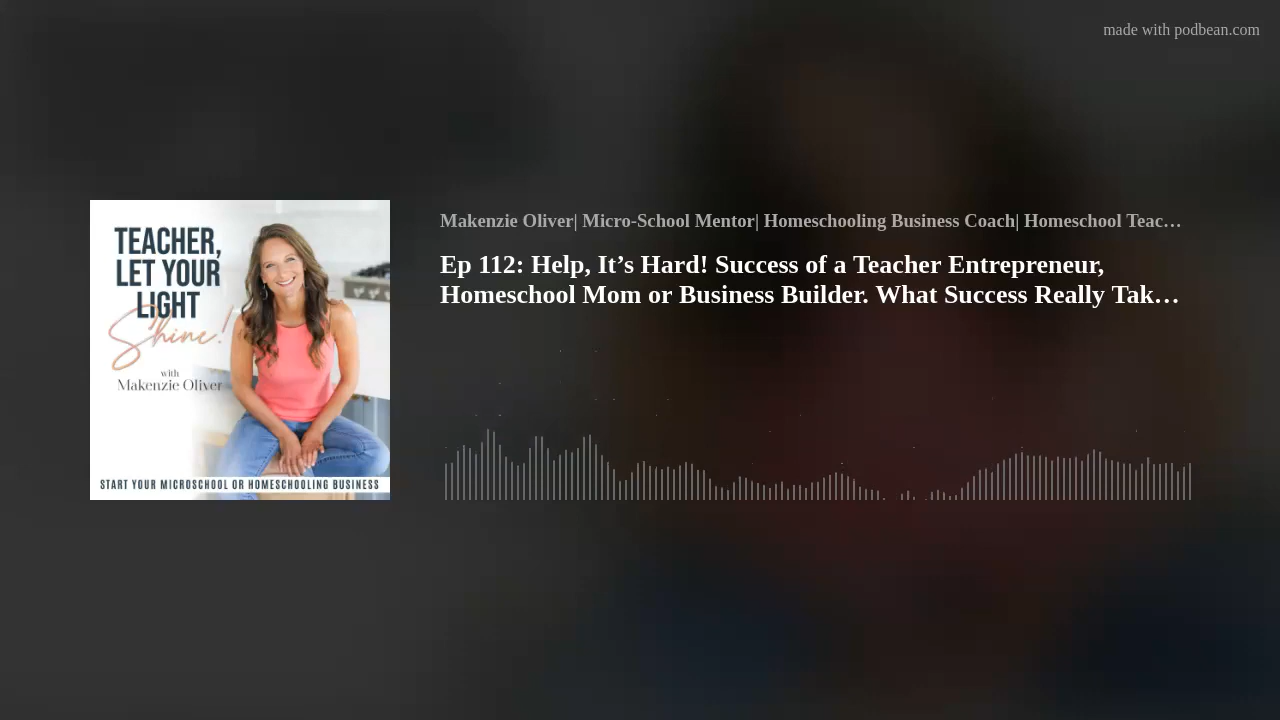 made with podbean.com
TEACHER,
LET YOUR
LIGHT
Shine!
with
Makenzie Oliver
START YOUR MICROSCHOOL OR HOMESCHOOLING BUSINESS
Makenzie Oliver| Micro-School Mentor| Homeschooling Business Coach| Homeschool Teac…
Ep 112: Help, It’s Hard! Success of a Teacher Entrepreneur,
Homeschool Mom or Business Builder. What Success Really Tak…